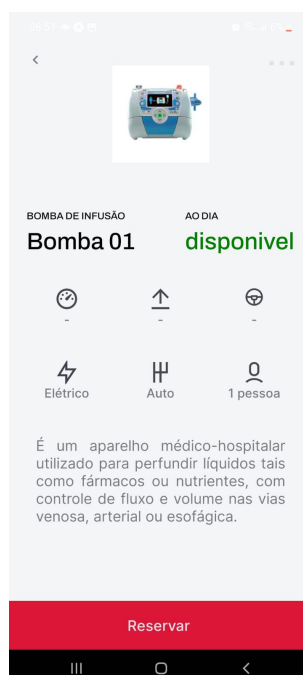 BOMBA DE INFUSÃO
AO DIA
Bomba 01
disponivel
-
-
-
Elétrico
Auto
1 pessoa
É um aparelho médico-hospitalar
utilizado para perfundir líquidos tais
como fármacos ou nutrientes, com
controle de fluxo e volume nas vias
venosa, arterial ou esofágica.
Reservar